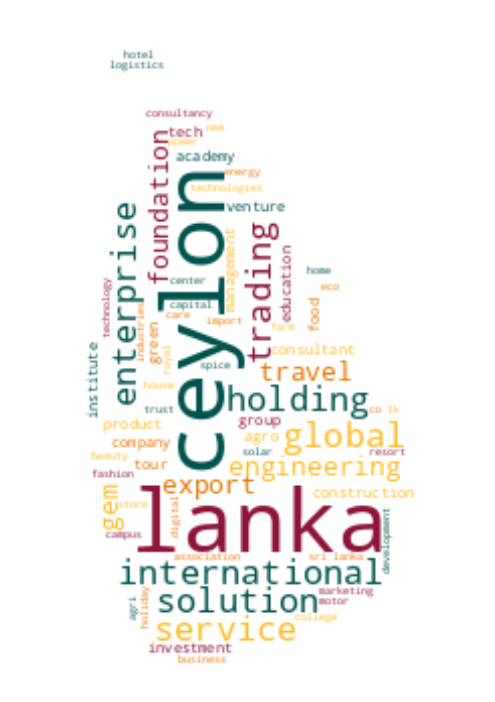 hotel
logistics
consultancy
tech
new
power
foundation
academy
energy
technologies
ceylon
venture
enterprise
trading
management
education
technology
center
home
eco
capital
care
import
food
industries
green
fare
institute
royal
consultant
spice
travel
house
holding
trust
co
lk
product
group
agro
global
company
solar
resort
beauty
tour
engineering
fashion
export
gem
store
construction
digital
lanka
campus
development
association
sri lanka
international
agri
holiday
solution
marketing
motor
service
college
investment
business